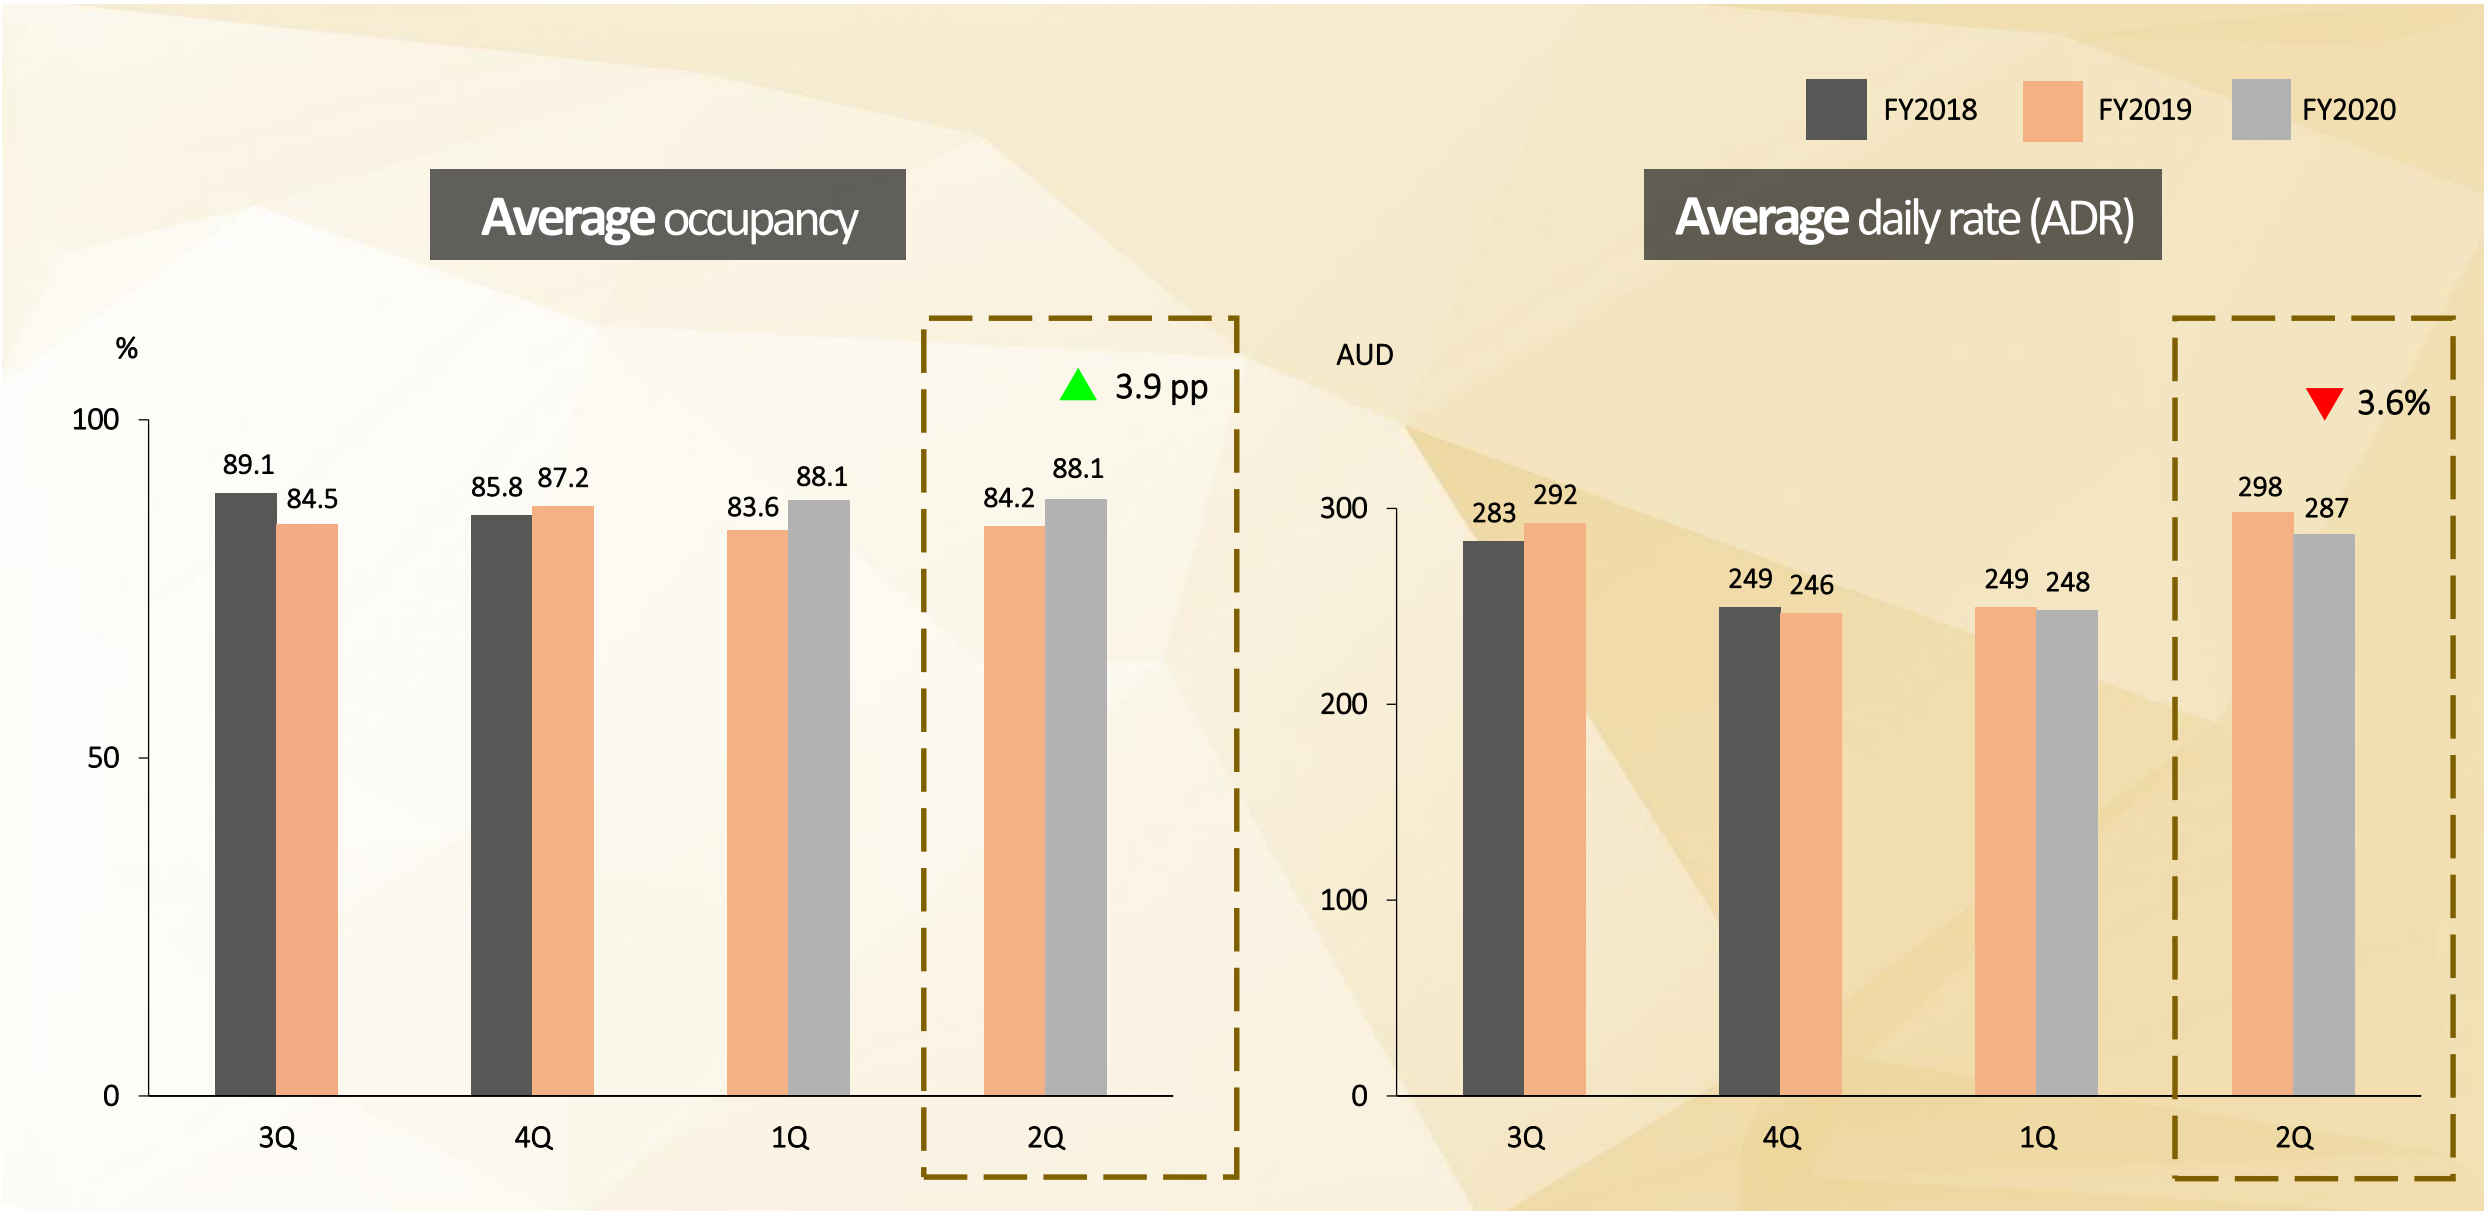 FY2018 FY2019 FY2020
Average occupancy
%
3.9 pp
100
50
0
89.1 84.5 85.8 87.2 83.6 88.1 84.2 88.1
3Q 4Q 1Q 2Q
Average daily rate (ADR)
AUD
3.6%
300
200
100
0
283 292 249 246 249 248 298 287
3Q 4Q 1Q 2Q